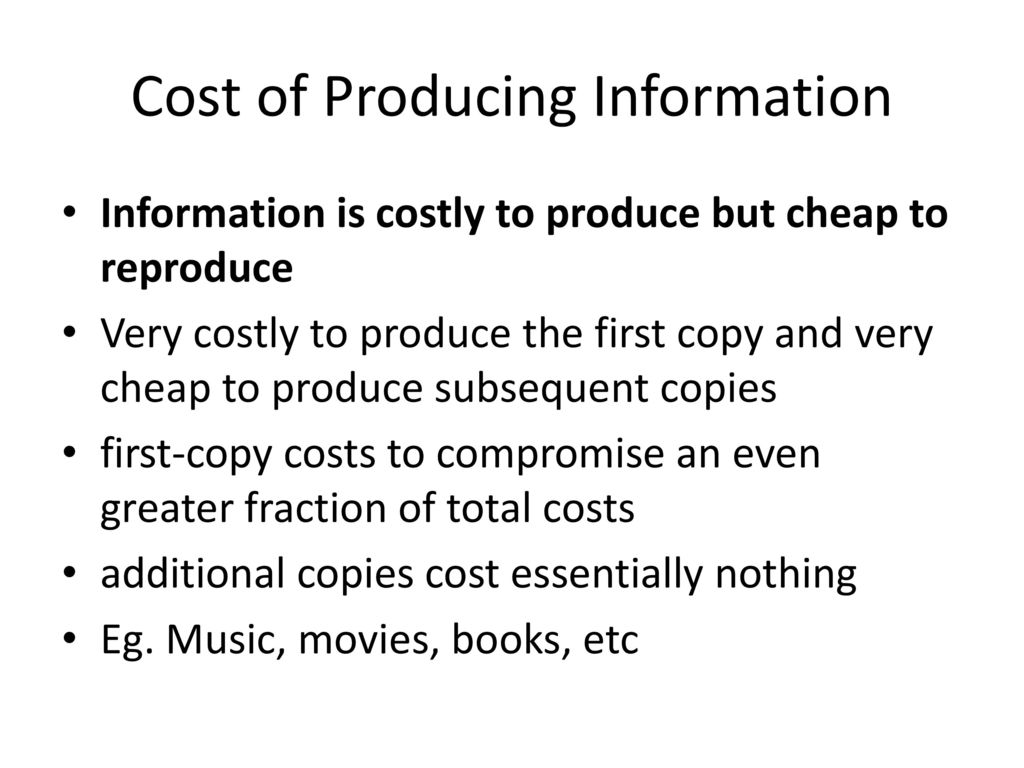 Cost of Producing Information
• Information is costly to produce but cheap to
reproduce
• Very costly to produce the first copy and very
cheap to produce subsequent copies
• first-copy costs to compromise an even
greater fraction of total costs
• additional copies cost essentially nothing
• Eg. Music, movies, books, etc